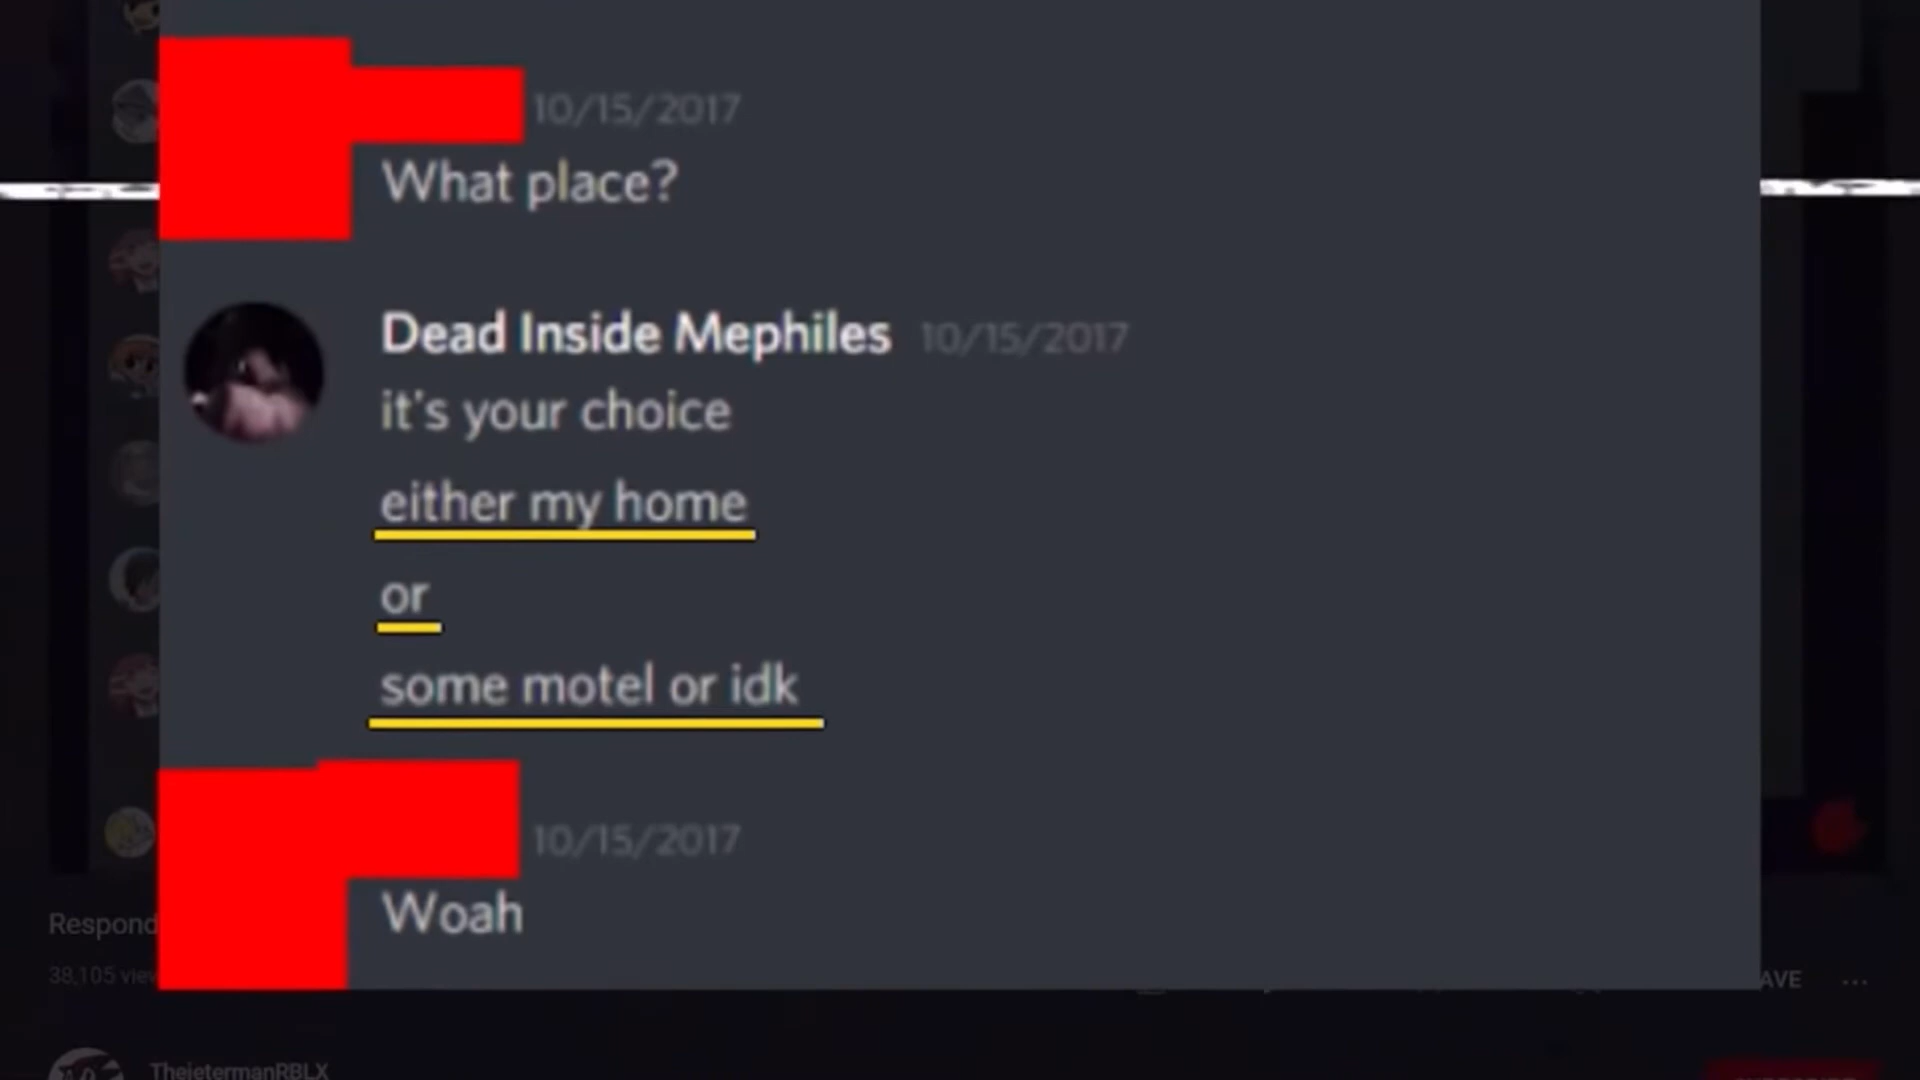 10/15/2017
What place?
Dead Inside Mephiles 10/15/2017
it's your choice
either my home
or
some motel or idk
10/15/2017
Woah
Respond
38,105 view
AVE
TheietermanRBLX